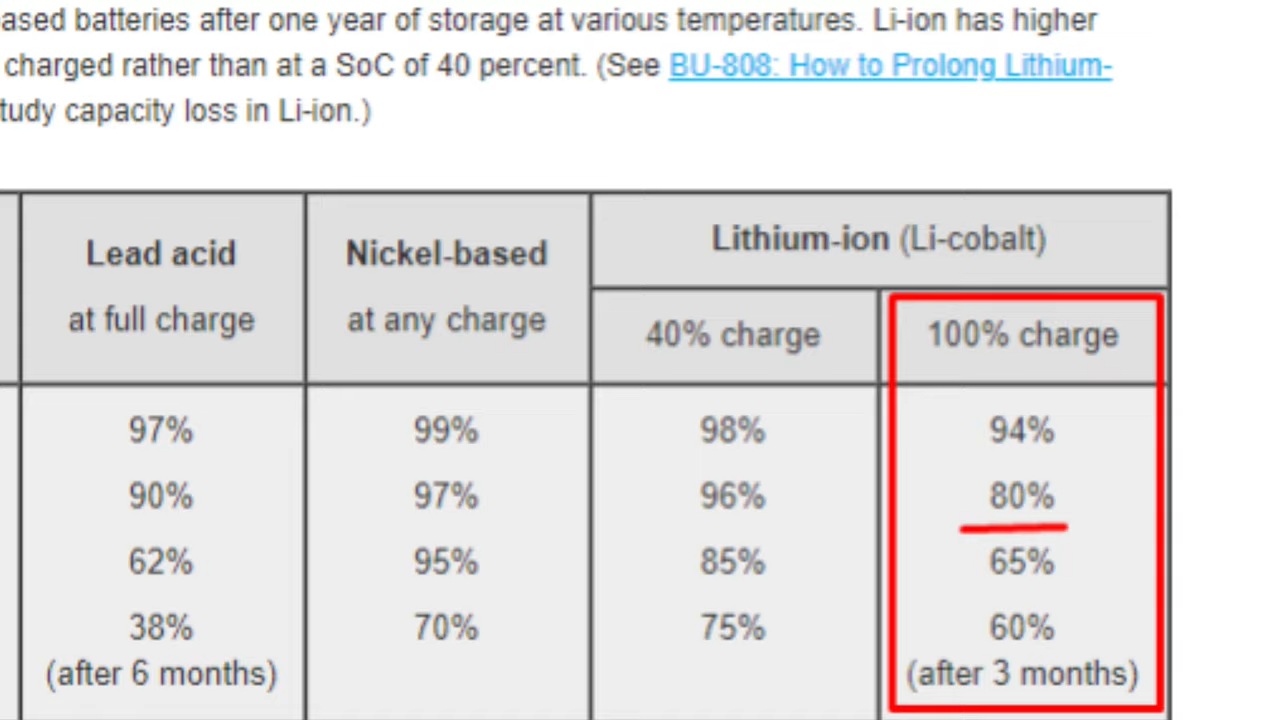 ased batteries after one year of storage at various temperatures. Li-ion has higher
charged rather than at a SoC of 40 percent. (See BU-808: How to Prolong Lithium-
tudy capacity loss in Li-ion.)
Lead acid
at full charge
Nickel-based
at any charge
Lithium-ion (Li-cobalt)
40% charge
100% charge
97% 99% 98% 94%
90% 97% 96% 80%
62% 95% 85% 65%
38% 70% 75% 60%
(after 6 months) (after 3 months)